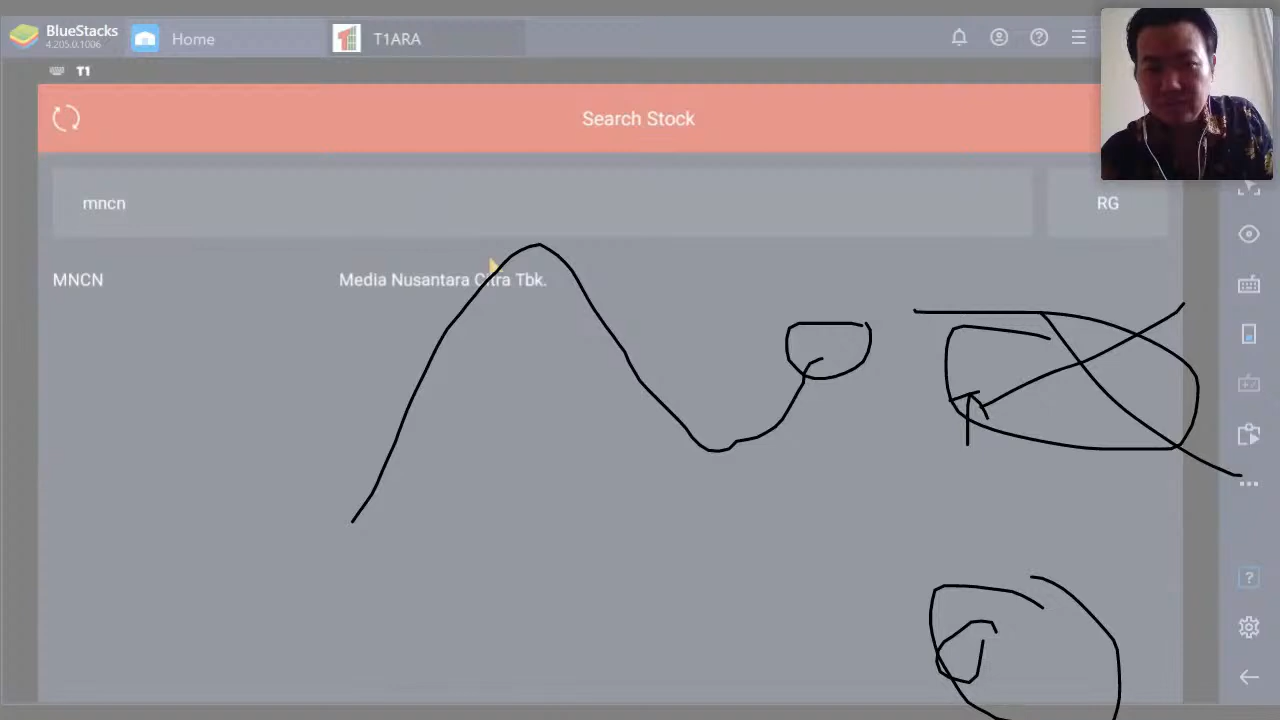 BlueStacks
4.205.0.1006
Home
T1ARA
T1
Search Stock
mncn
RG
MNCN
Media Nusantara Citra Tbk.